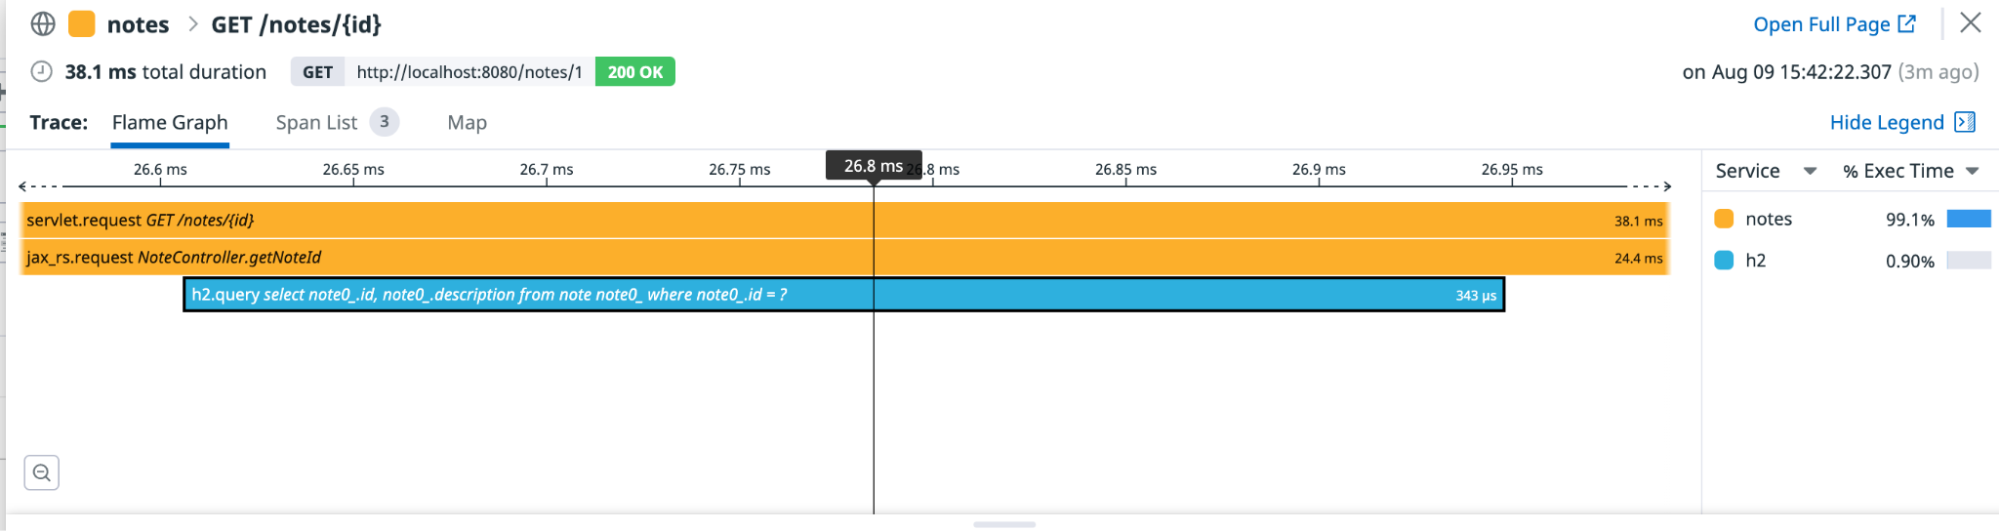 notes > GET /notes/{id} Open Full Page
38.1 ms total duration GET http://localhost:8080/notes/1 200 OK on Aug 09 15:42:22.307 (3m ago)
Trace: Flame Graph Span List 3 Map Hide Legend
26.6 ms 26.65 ms 26.7 ms 26.75 ms 26.8 ms 8.8 ms 26.85 ms 26.9 ms 26.95 ms Service % Exec Time
servlet.request GET /notes/{id} 38.1 ms notes 99.1%
jax_rs.request NoteController.getNoteId 24.4 ms h2 0.90%
h2.query select note0_.id, note0_.description from note note0_ where note0_.id = ? 343 μs